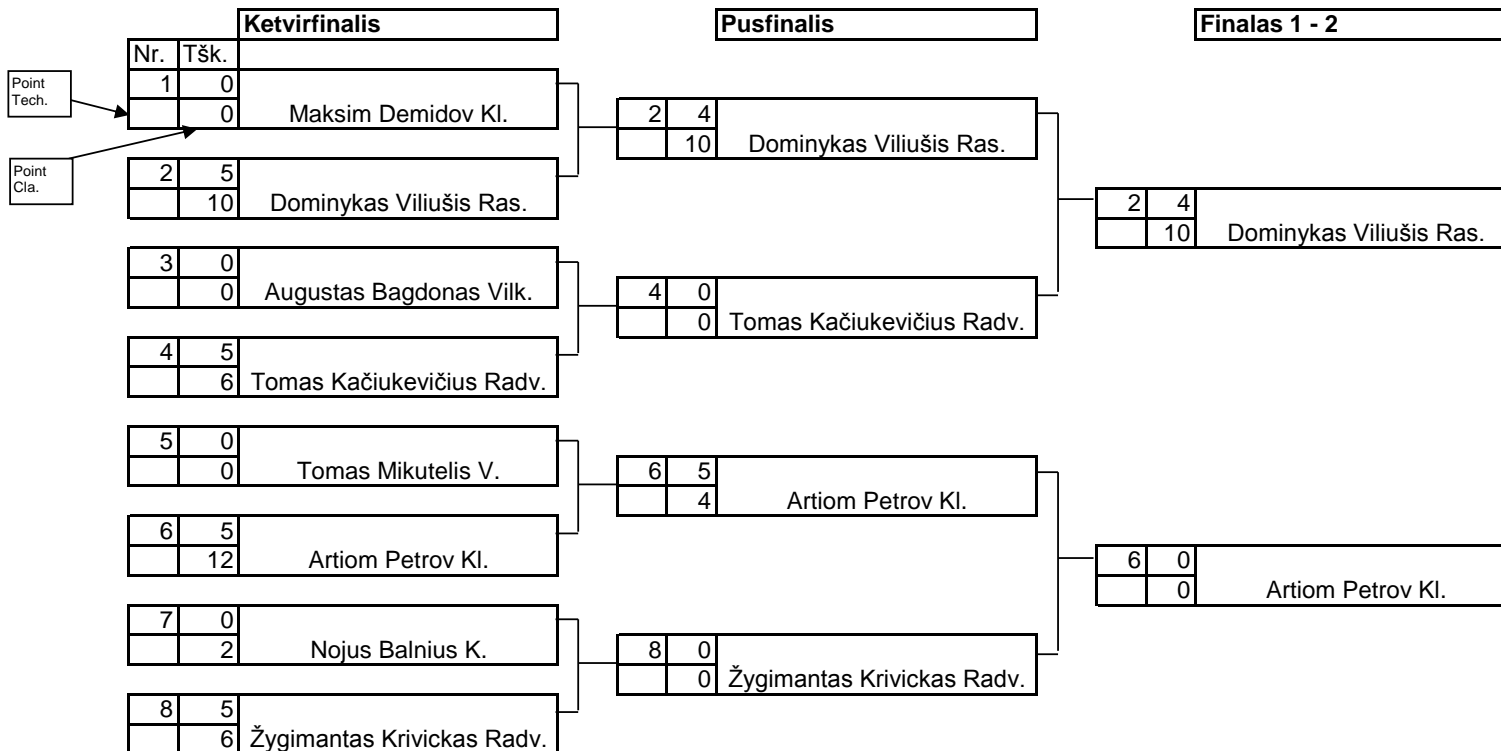 Ketvirfinalis Pusfinalis Finalas 1 - 2
Nr. Tšk.
Point
Tech.
1 0
0 Maksim Demidov Kl.
Point
Cla.
2 5
10 Dominykas Viliušis Ras.
3 0
0 Augustas Bagdonas Vilk.
4 5
6 Tomas Kačiukevičius Radv.
5 0
0 Tomas Mikutelis V.
6 5
12 Artiom Petrov Kl.
7 0
2 Nojus Balnius K.
8 5
6 Žygimantas Krivickas Radv.
2 4
10 Dominykas Viliušis Ras.
4 0
0 Tomas Kačiukevičius Radv.
6 5
4 Artiom Petrov Kl.
8 0
0 Žygimantas Krivickas Radv.
2 4
10 Dominykas Viliušis Ras.
6 0
0 Artiom Petrov Kl.